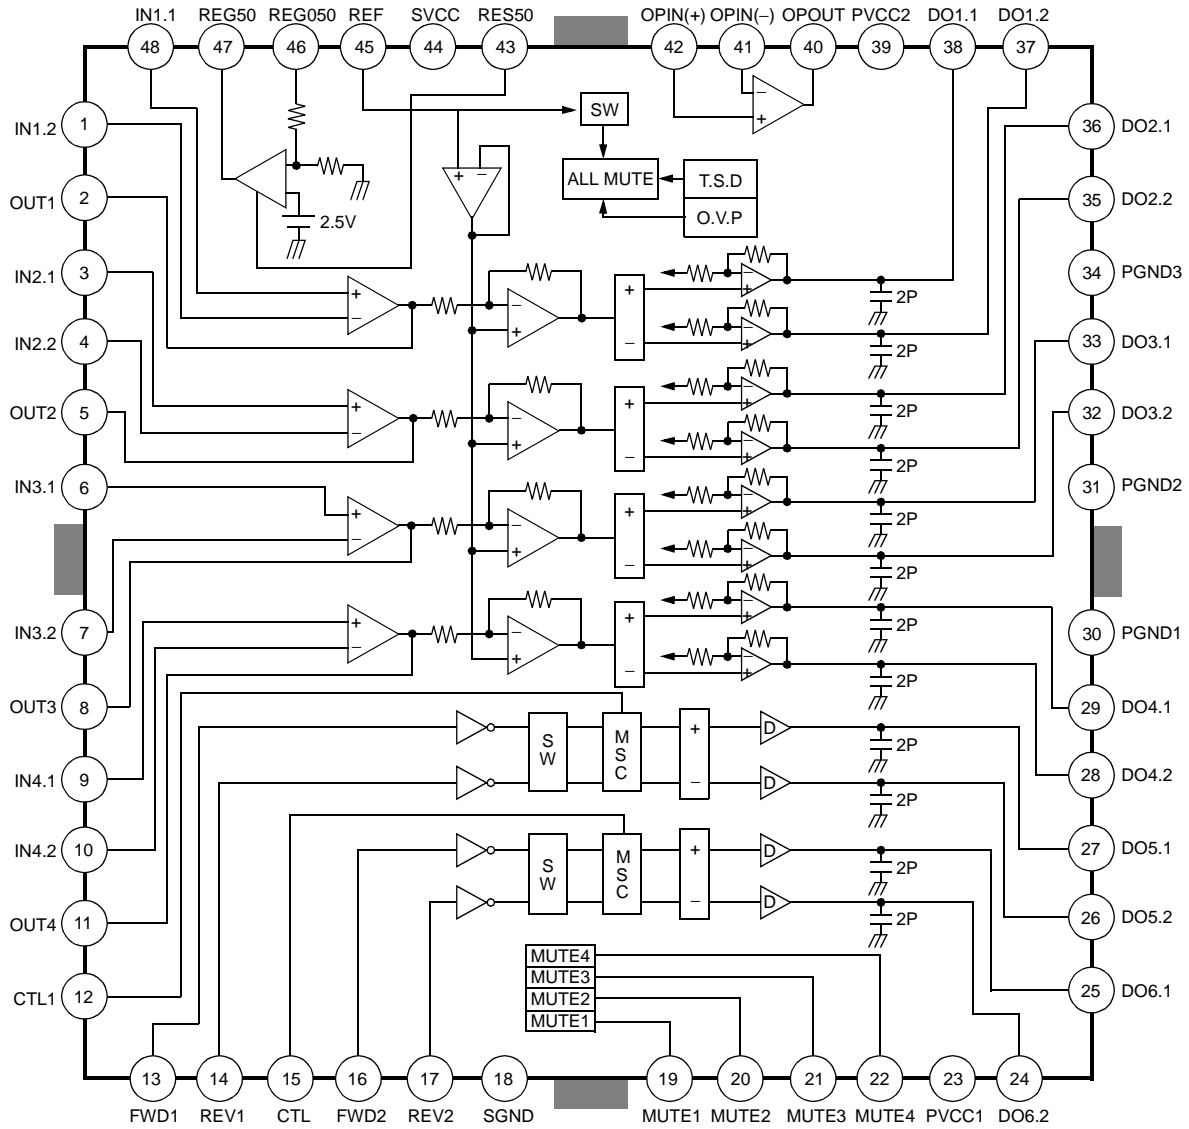 IN1.1 REG50 REG050 REF SVCC RES50 OPIN(+) OPIN(−) OPOUT PVCC2 DO1.1 DO1.2
48 47 46 45 44 43 42 41 40 39 38 37
1 IN1.2
2 OUT1
3 IN2.1
4 IN2.2
5 OUT2
6 IN3.1
7 IN3.2
8 OUT3
9 IN4.1
10 IN4.2
11 OUT4
12 CTL1
SW
ALL MUTE
T.S.D
O.V.P
2.5V
+ −
− +
+ −
− +
+ −
− +
2P
− +
2P
+ −
− +
+ −
− +
2P
− +
2P
+ −
− +
+ −
− +
2P
− +
2P
+ −
− +
+ −
− +
2P
− +
2P
SW
MSC
+ −
D
2P
D
2P
SW
MSC
+ −
D
2P
D
2P
MUTE4
MUTE3
MUTE2
MUTE1
36 DO2.1
35 DO2.2
34 PGND3
33 DO3.1
32 DO3.2
31 PGND2
30 PGND1
29 DO4.1
28 DO4.2
27 DO5.1
26 DO5.2
25 DO6.1
13 14 15 16 17 18 19 20 21 22 23 24
FWD1 REV1 CTL FWD2 REV2 SGND MUTE1 MUTE2 MUTE3 MUTE4 PVCC1 DO6.2